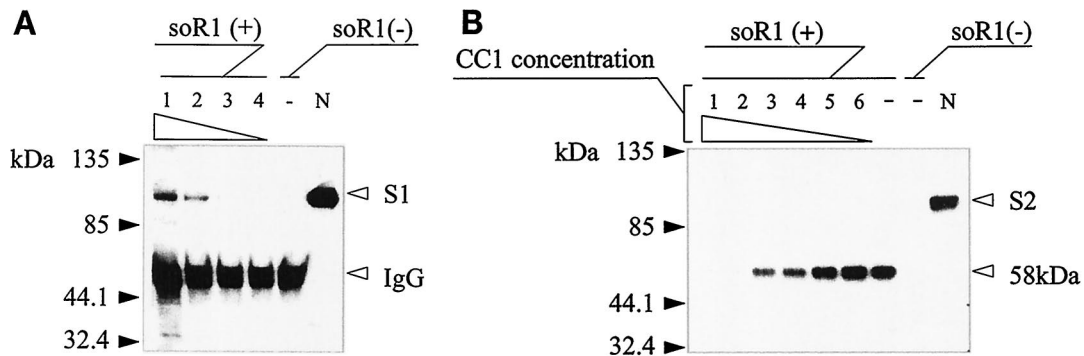 A
soR1 (+)
soR1(-)
1 2 3 4 - N
kDa 135
S1
85
IgG
44.1
32.4
B
soR1 (+)
soR1(-)
CC1 concentration
1 2 3 4 5 6 - - N
kDa 135
S2
85
58kDa
44.1
32.4